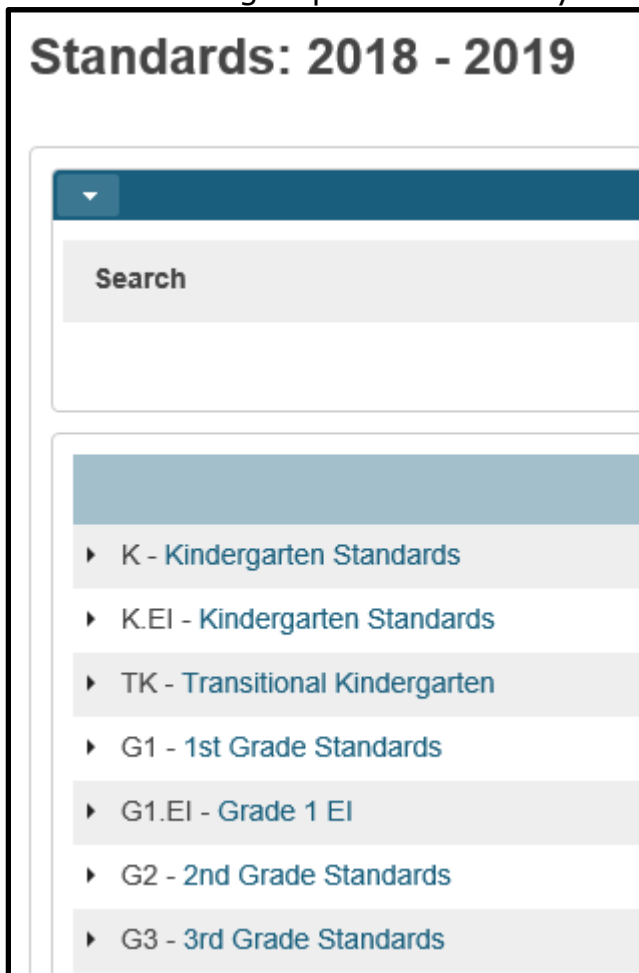 Standards: 2018 - 2019
Search
K - Kindergarten Standards
K.EI - Kindergarten Standards
TK - Transitional Kindergarten
G1 - 1st Grade Standards
G1.EI - Grade 1 EI
G2 - 2nd Grade Standards
G3 - 3rd Grade Standards